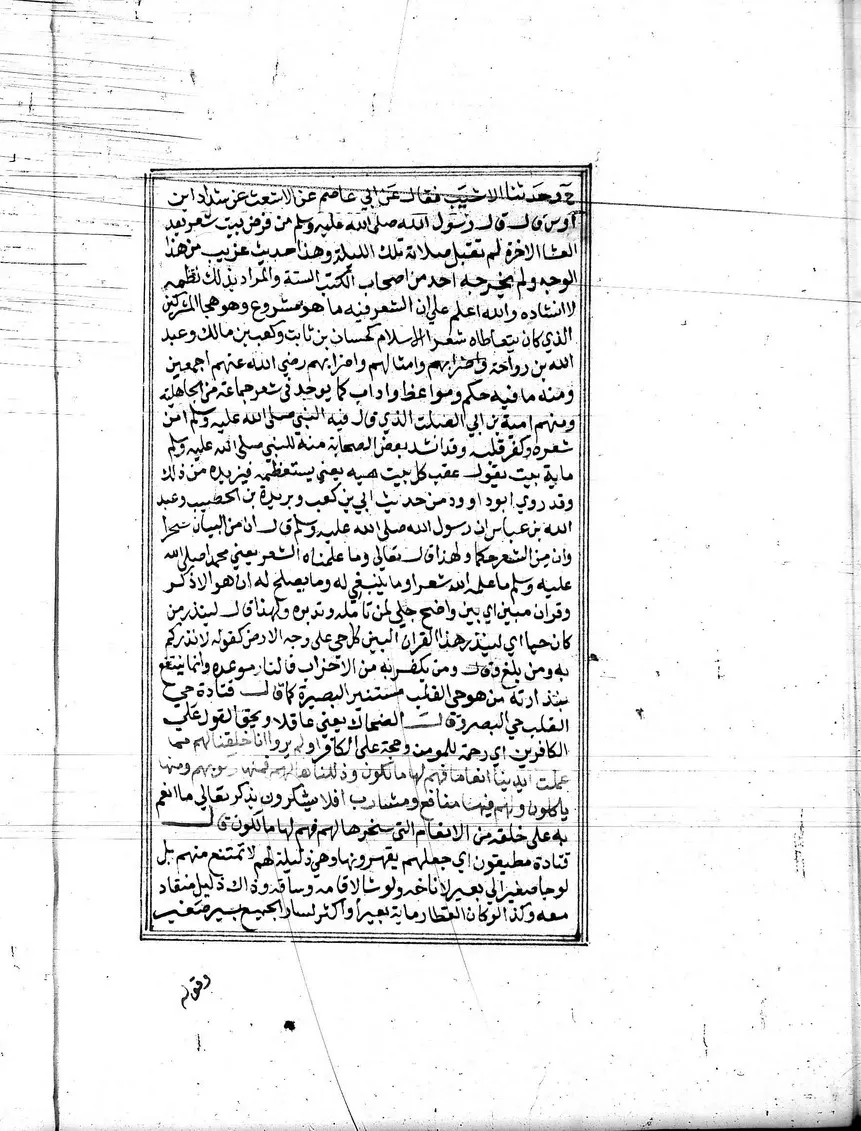 ح وحدثنا الاشيب فقال عن ابي عاصم عن الاشعث عن شداد ابن
اوس قال قال رسول الله صلى الله عليه وسلم من قرض بيت شعر بعد
العشا الاخرة لم تقبل صلاته تلك الليلة وهذا حديث غريب من هذا
الوجه ولم يخرجه احد من اصحاب الكتب الستة والمراد بذلك نظمه
لا انشاده والله اعلم على ان الشعر فيه ما هو مشروع وهو هجا المشركين
الذي كان يتعاطاه شعرا الاسلام كحسان بن ثابت وكعب بن مالك وعبد
الله بن رواحة واضرابهم وامثالهم واضرابهم رضي الله عنهم اجمعين
ومنه ما فيه حكم ومواعظ واداب كما يوجد في شعر جماعة من الجاهلية
ومنهم امية بن ابي الصلت الذي قال فيه النبي صلى الله عليه وسلم امن
شعره وكفر قلبه وقد انشد بعض الصحابة منه للنبي صلى الله عليه وسلم
ماية بيت يقول عقب كل بيت هيه يعني يستعظمه فيزيده من ذلك
وقد روي ابو داوود من حديث ابي بن كعب وبريدة بن الحصيب وعبد
الله بن عباس ان رسول الله صلى الله عليه وسلم قال ان من البيان سحرا
وان من الشعر حكما ولهذا قال تعالى وما علمناه الشعر يعني محمدا صلى الله
عليه وسلم ما علمه الله شعرا وما ينبغي له وما يصلح له ان هو الا ذكر
وقران مبين اي بين واضح جلي لمن تامله وتدبره ولهذا قال لينذر من
كان حيا اي لينذر هذا القران البين كل حي على وجه الارض كقوله لانذركم
به ومن بلغ وقال ومن يكفر به من الاحزاب فالنار موعده وانما ينتفع
بنذارته من هو حي القلب مستنير البصيرة كما قال قتادة حي
القلب حي البصر وقال الضحاك يعني عاقلا ويحق القول على
الكافرين اي رحمة للمومن وحجة على الكافر اولم يروا انا خلقنا لهم مما
عملت ايدينا انعاما فهم لها مالكون وذللناها لهم فمنها ركوبهم ومنها
ياكلون ولهم فيها منافع ومشارب افلا يشكرون يذكر تعالى ما انعم
به على خلقه من الانعام التي سخرها لهم فهم لها مالكون قال
قتادة مطيقون اي جعلهم يقهرونها وهي ذليلة لهم لا تمتنع منهم بل
لو جا صغير الى بعير لاناخه ولو شا لاقامه وساقه وذاك ذليل منقاد
معه وكذا لو كان القطار ماية بعيرا واكثر لسار الجميع بسير صغير
وقوله